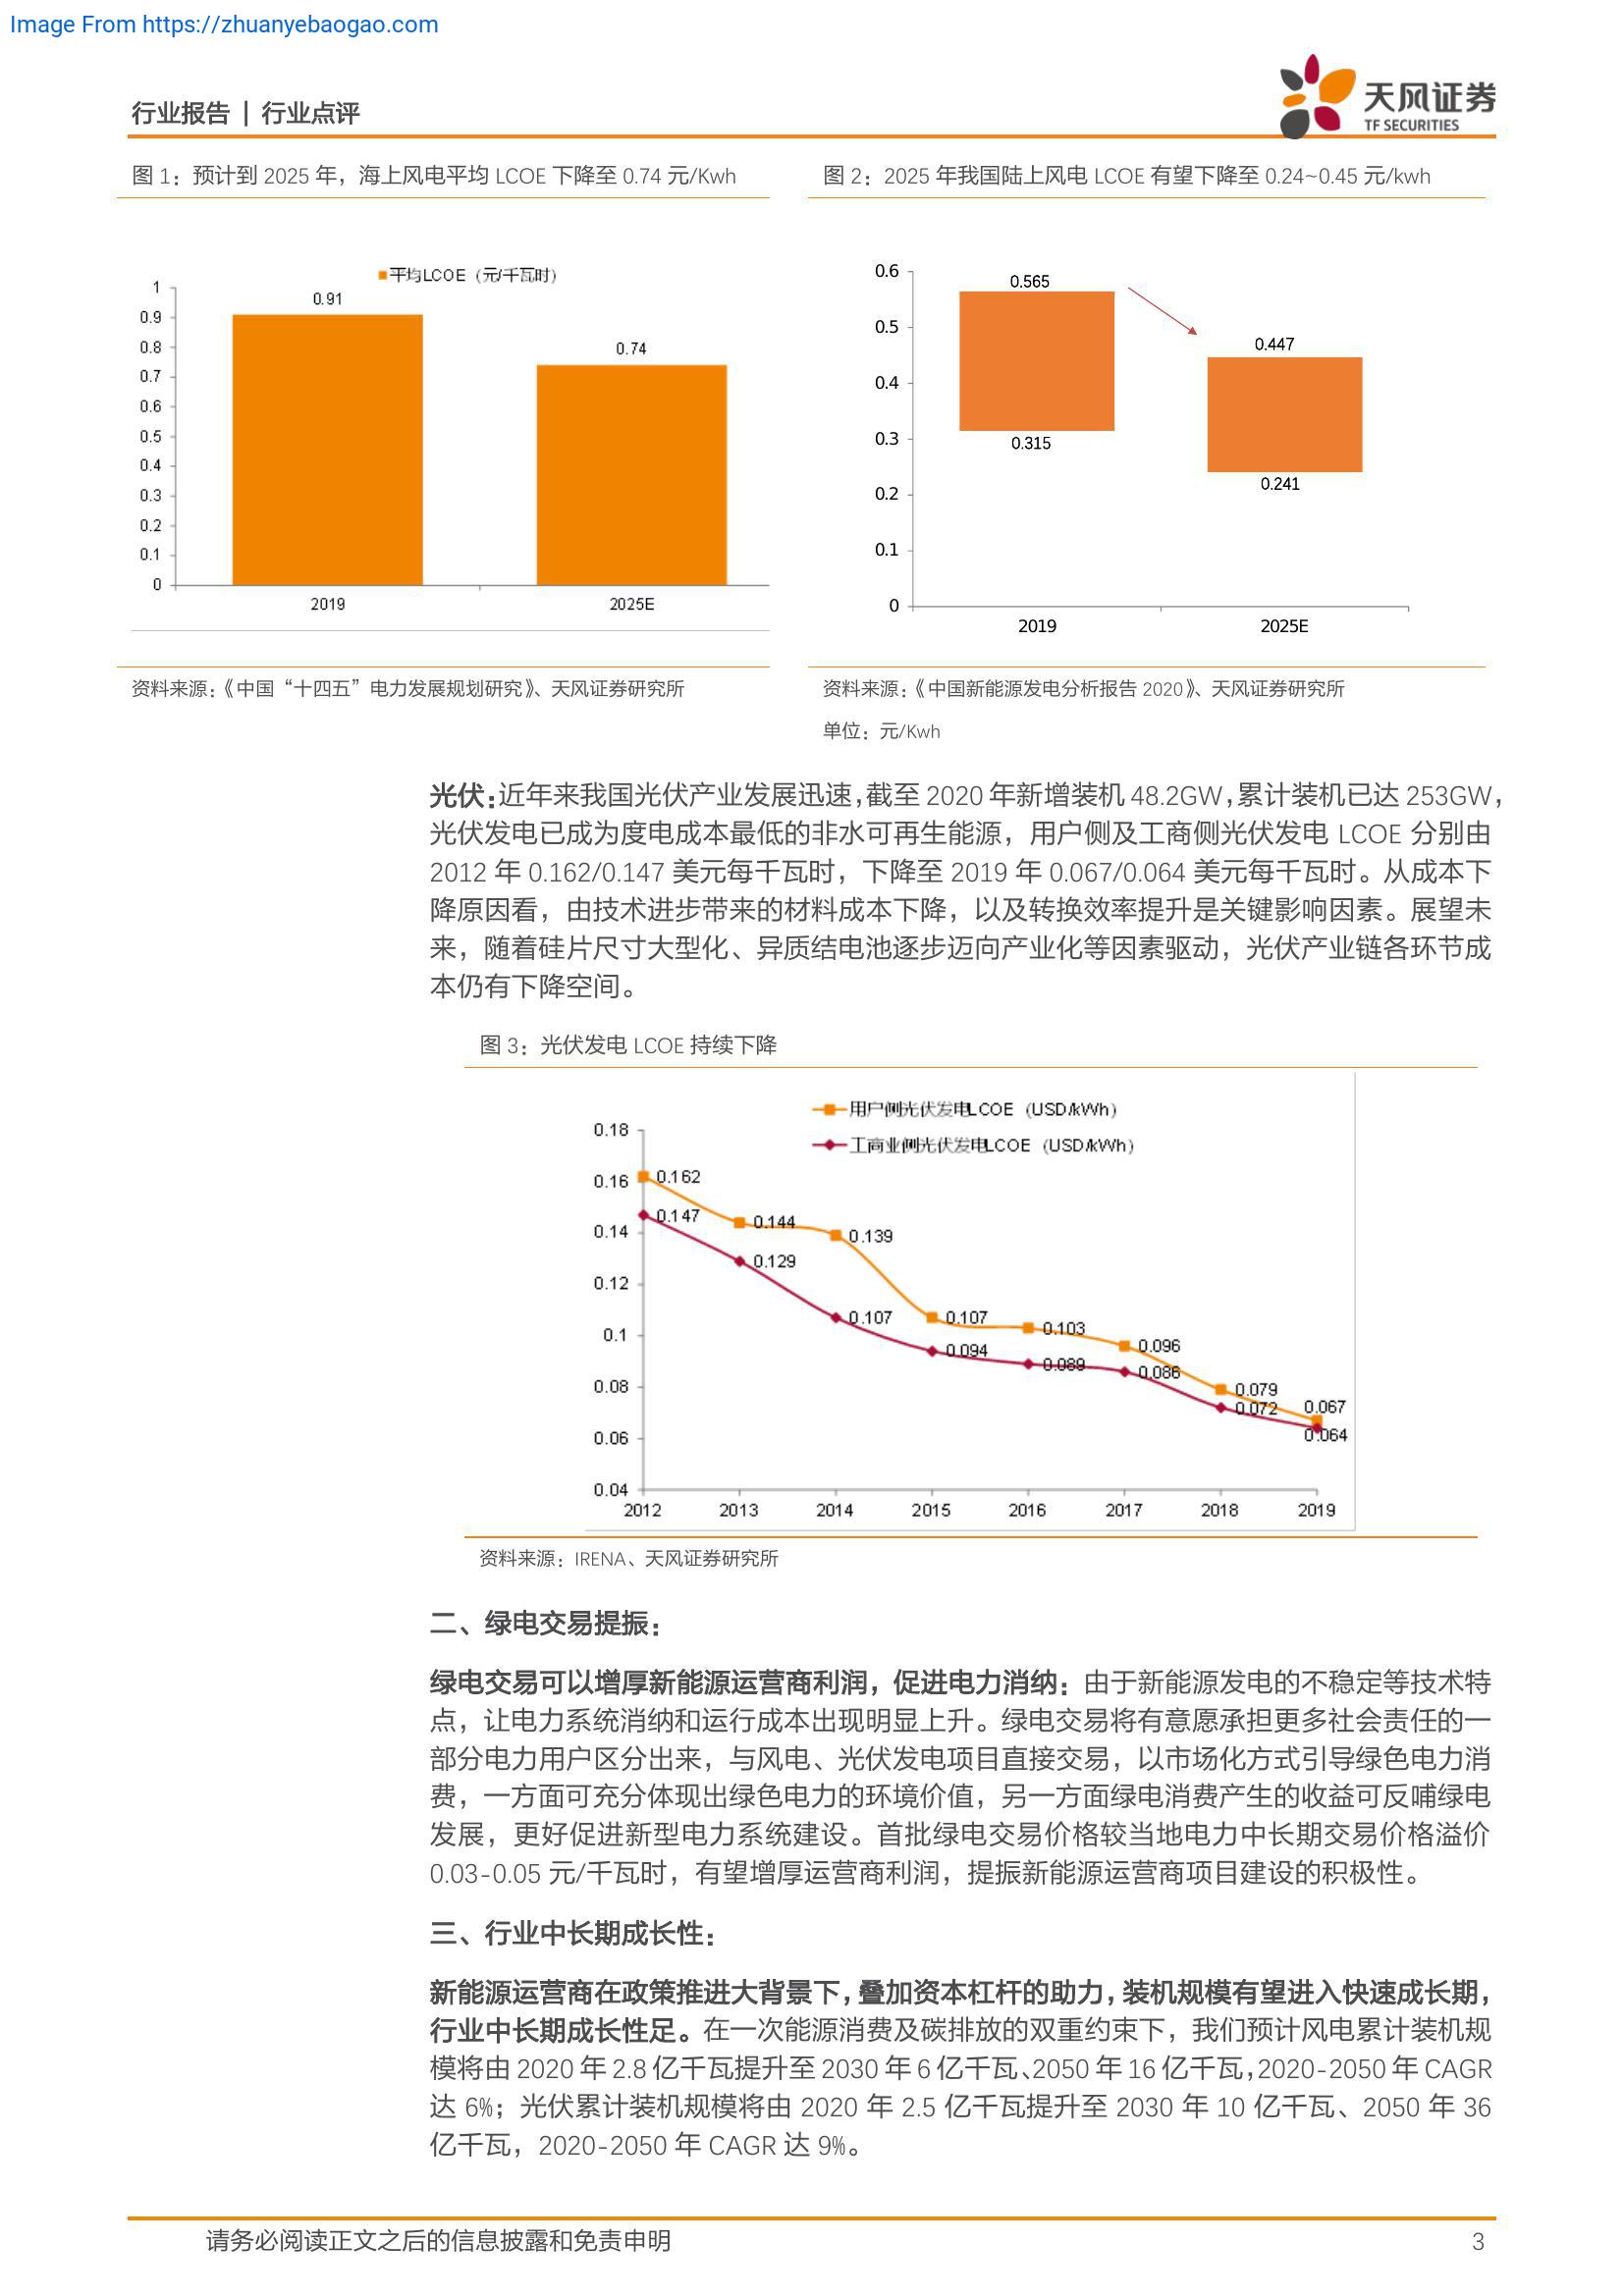 Image From https://zhuanyebaogao.com
行业报告 | 行业点评
天风证券
TF SECURITIES
图 1：预计到 2025 年，海上风电平均 LCOE 下降至 0.74 元/Kwh
平均LCOE（元/千瓦时）
1
0.9
0.8
0.7
0.6
0.5
0.4
0.3
0.2
0.1
0
0.91
0.74
2019
2025E
资料来源：《中国“十四五”电力发展规划研究》、天风证券研究所
图 2：2025 年我国陆上风电 LCOE 有望下降至 0.24~0.45 元/kwh
0.6
0.5
0.4
0.3
0.2
0.1
0
0.565
0.315
0.447
0.241
2019
2025E
资料来源：《中国新能源发电分析报告 2020》、天风证券研究所
单位：元/Kwh
光伏：近年来我国光伏产业发展迅速，截至 2020 年新增装机 48.2GW，累计装机已达 253GW，
光伏发电已成为度电成本最低的非水可再生能源，用户侧及工商侧光伏发电 LCOE 分别由
2012 年 0.162/0.147 美元每千瓦时，下降至 2019 年 0.067/0.064 美元每千瓦时。从成本下
降原因看，由技术进步带来的材料成本下降，以及转换效率提升是关键影响因素。展望未
来，随着硅片尺寸大型化、异质结电池逐步迈向产业化等因素驱动，光伏产业链各环节成
本仍有下降空间。
图 3：光伏发电 LCOE 持续下降
用户侧光伏发电LCOE（USD/kWh）
工商业侧光伏发电LCOE（USD/kWh）
0.18
0.16
0.14
0.12
0.1
0.08
0.06
0.04
0.162
0.144
0.139
0.107
0.103
0.096
0.079
0.067
0.147
0.129
0.107
0.094
0.089
0.086
0.072
0.064
2012
2013
2014
2015
2016
2017
2018
2019
资料来源：IRENA、天风证券研究所
二、绿电交易提振：
绿电交易可以增厚新能源运营商利润，促进电力消纳：由于新能源发电的不稳定等技术特
点，让电力系统消纳和运行成本出现明显上升。绿电交易将有意愿承担更多社会责任的一
部分电力用户区分出来，与风电、光伏发电项目直接交易，以市场化方式引导绿色电力消
费，一方面可充分体现出绿色电力的环境价值，另一方面绿电消费产生的收益可反哺绿电
发展，更好促进新型电力系统建设。首批绿电交易价格较当地电力中长期交易价格溢价
0.03-0.05 元/千瓦时，有望增厚运营商利润，提振新能源运营商项目建设的积极性。
三、行业中长期成长性：
新能源运营商在政策推进大背景下，叠加资本杠杆的助力，装机规模有望进入快速成长期，
行业中长期成长性足。在一次能源消费及碳排放的双重约束下，我们预计风电累计装机规
模将由 2020 年 2.8 亿千瓦提升至 2030 年 6 亿千瓦、2050 年 16 亿千瓦，2020-2050 年 CAGR
达 6%；光伏累计装机规模将由 2020 年 2.5 亿千瓦提升至 2030 年 10 亿千瓦、2050 年 36
亿千瓦，2020-2050 年 CAGR 达 9%。
请务必阅读正文之后的信息披露和免责申明
3